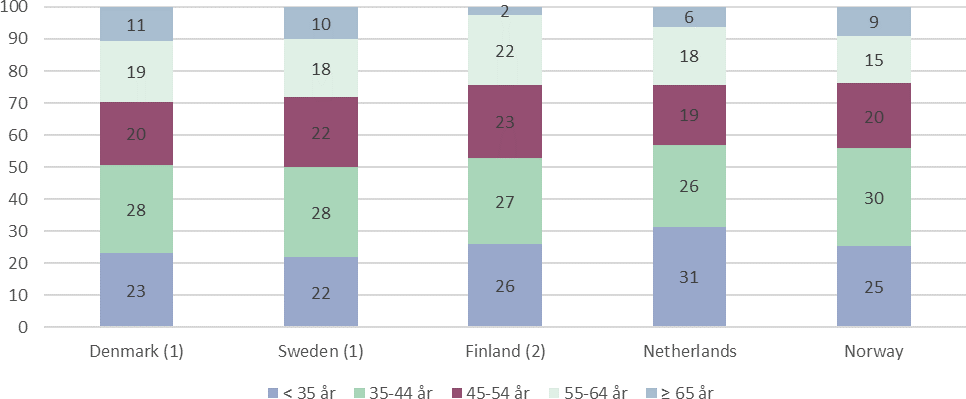 100
90
80
70
60
50
40
30
20
10
0
11 10 2 6 9
19 18 22 18 15
20 22 23 19 20
28 28 27 26 30
23 22 26 31 25
Denmark (1) Sweden (1) Finland (2) Netherlands Norway
< 35 år 35-44 år 45-54 år 55-64 år ≥ 65 år